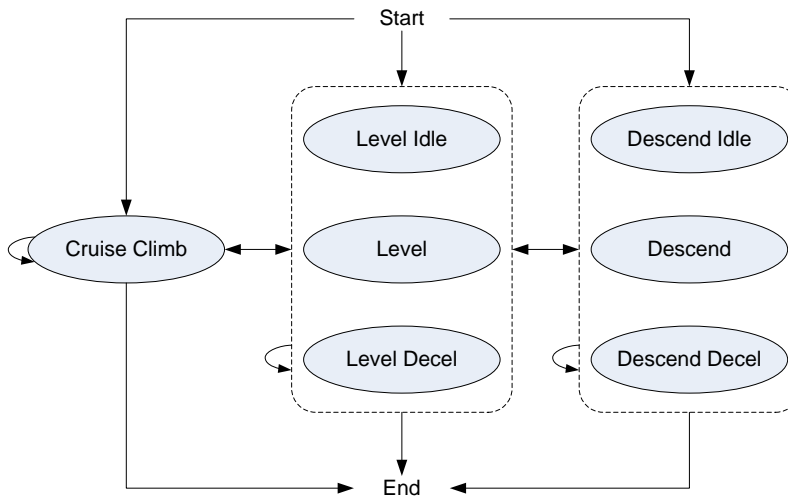 Start
Level Idle
Descend Idle
Cruise Climb
Level
Descend
Level Decel
Descend Decel
End